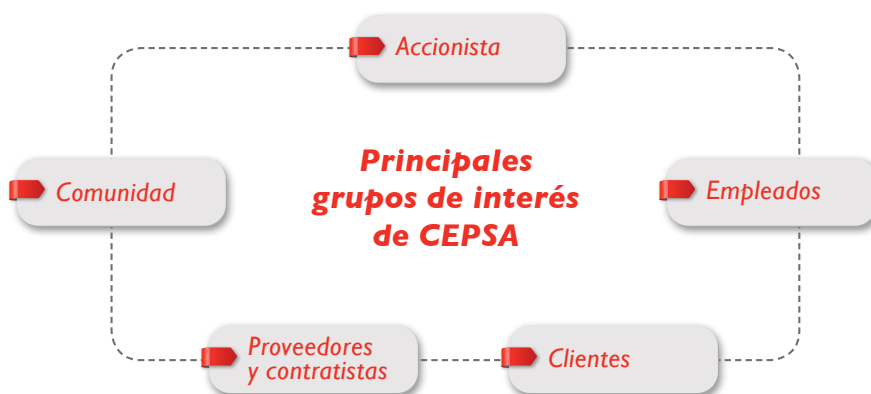 Accionista
Principales
grupos de interés
de CEPSA
Comunidad
Empleados
Proveedores
y contratistas
Clientes